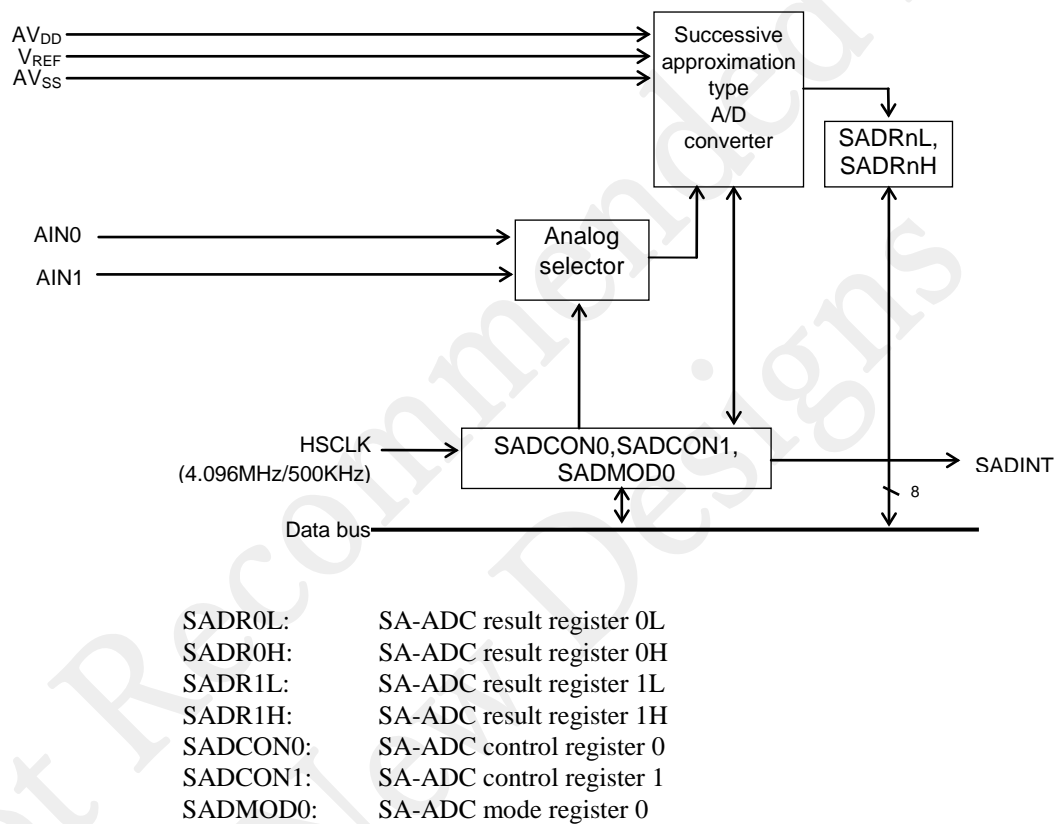 AVDD
VREF
AVSS
Successive
approximation
type
A/D
converter
SADRnL,
SADRnH
AIN0
AIN1
Analog
selector
HSCLK
(4.096MHz/500KHz)
SADCON0,SADCON1,
SADMOD0
SADINT
8
Data bus
SADR0L: SA-ADC result register 0L
SADR0H: SA-ADC result register 0H
SADR1L: SA-ADC result register 1L
SADR1H: SA-ADC result register 1H
SADCON0: SA-ADC control register 0
SADCON1: SA-ADC control register 1
SADMOD0: SA-ADC mode register 0
Recommended
New Designs